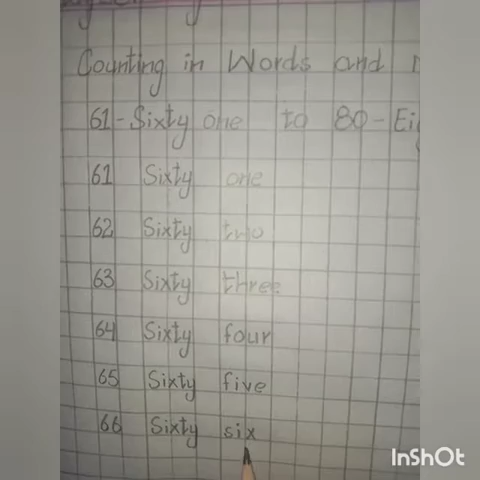 Counting in Words and
61-Sixty one to 80-
61 Sixty one
62 Sixty two
63 Sixty three
64 Sixty four
65 Sixty five
66 Sixty six
InShOt